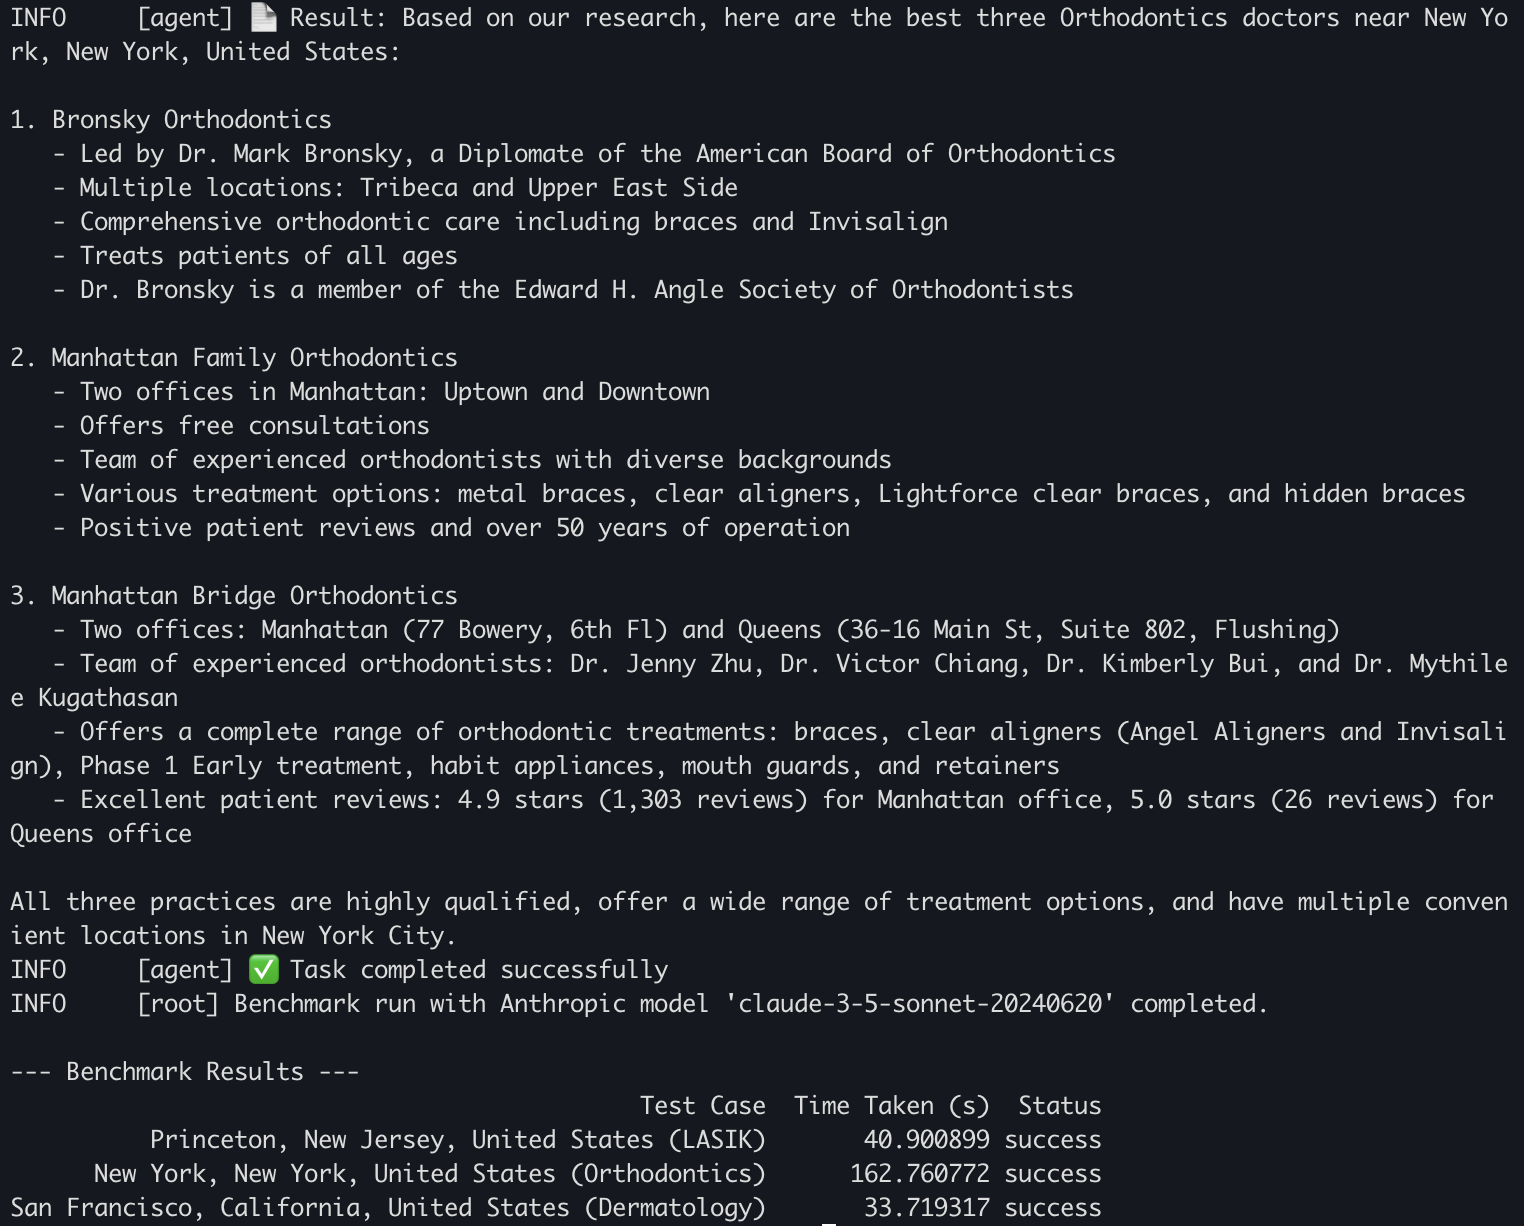 INFO     [agent] 📄 Result: Based on our research, here are the best three Orthodontics doctors near New Yo
rk, New York, United States:

1. Bronsky Orthodontics
   - Led by Dr. Mark Bronsky, a Diplomate of the American Board of Orthodontics
   - Multiple locations: Tribeca and Upper East Side
   - Comprehensive orthodontic care including braces and Invisalign
   - Treats patients of all ages
   - Dr. Bronsky is a member of the Edward H. Angle Society of Orthodontists

2. Manhattan Family Orthodontics
   - Two offices in Manhattan: Uptown and Downtown
   - Offers free consultations
   - Team of experienced orthodontists with diverse backgrounds
   - Various treatment options: metal braces, clear aligners, Lightforce clear braces, and hidden braces
   - Positive patient reviews and over 50 years of operation

3. Manhattan Bridge Orthodontics
   - Two offices: Manhattan (77 Bowery, 6th Fl) and Queens (36-16 Main St, Suite 802, Flushing)
   - Team of experienced orthodontists: Dr. Jenny Zhu, Dr. Victor Chiang, Dr. Kimberly Bui, and Dr. Mythile
e Kugathasan
   - Offers a complete range of orthodontic treatments: braces, clear aligners (Angel Aligners and Invisali
gn), Phase 1 Early treatment, habit appliances, mouth guards, and retainers
   - Excellent patient reviews: 4.9 stars (1,303 reviews) for Manhattan office, 5.0 stars (26 reviews) for
Queens office

All three practices are highly qualified, offer a wide range of treatment options, and have multiple conven
ient locations in New York City.
INFO     [agent] ✅ Task completed successfully
INFO     [root] Benchmark run with Anthropic model 'claude-3-5-sonnet-20240620' completed.

--- Benchmark Results ---
                                             Test Case  Time Taken (s)  Status
          Princeton, New Jersey, United States (LASIK)       40.900899 success
      New York, New York, United States (Orthodontics)      162.760772 success
San Francisco, California, United States (Dermatology)       33.719317 success